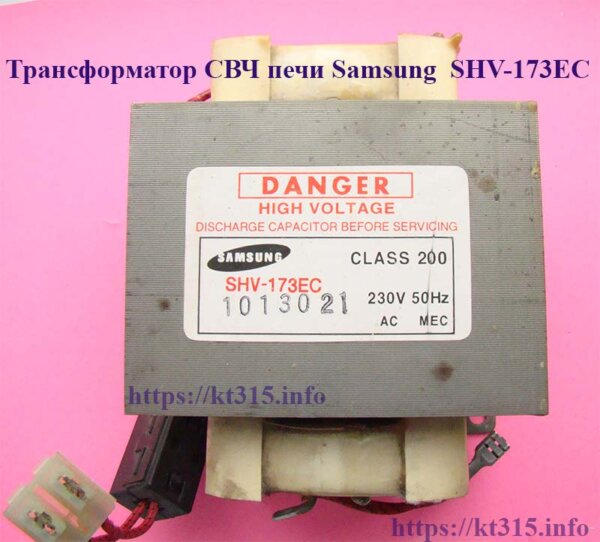 Трансформатор СВЧ печи Samsung SHV-173EC
DANGER
HIGH VOLTAGE
DISCHARGE CAPACITOR BEFORE SERVICING
SAMSUNG
CLASS 200
SHV-173EC
1013021
230V 50Hz
AC MEC
https://kt315.info
https://kt315.info